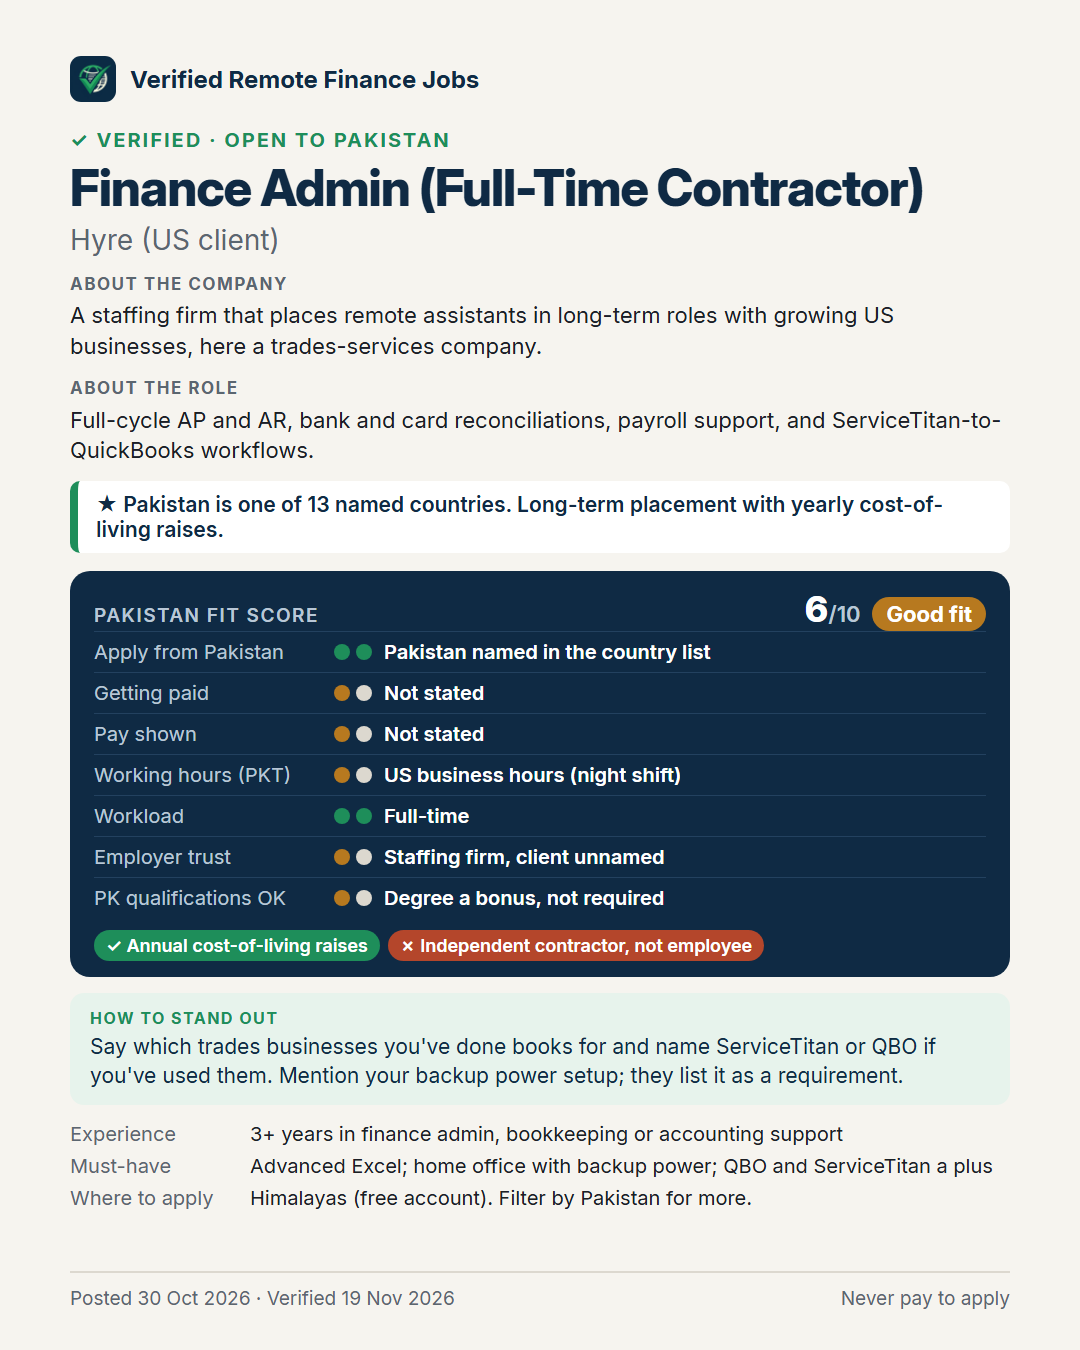 Verified Remote Finance Jobs
✓ VERIFIED · OPEN TO PAKISTAN
Finance Admin (Full-Time Contractor)
Hyre (US client)
ABOUT THE COMPANY
A staffing firm that places remote assistants in long-term roles with growing US
businesses, here a trades-services company.
ABOUT THE ROLE
Full-cycle AP and AR, bank and card reconciliations, payroll support, and ServiceTitan-to-
QuickBooks workflows.
★ Pakistan is one of 13 named countries. Long-term placement with yearly cost-of-
living raises.
PAKISTAN FIT SCORE 6/10 Good fit
Apply from Pakistan Pakistan named in the country list
Getting paid Not stated
Pay shown Not stated
Working hours (PKT) US business hours (night shift)
Workload Full-time
Employer trust Staffing firm, client unnamed
PK qualifications OK Degree a bonus, not required
✓ Annual cost-of-living raises × Independent contractor, not employee
HOW TO STAND OUT
Say which trades businesses you've done books for and name ServiceTitan or QBO if
you've used them. Mention your backup power setup; they list it as a requirement.
Experience 3+ years in finance admin, bookkeeping or accounting support
Must-have Advanced Excel; home office with backup power; QBO and ServiceTitan a plus
Where to apply Himalayas (free account). Filter by Pakistan for more.
Posted 30 Oct 2026 · Verified 19 Nov 2026 Never pay to apply